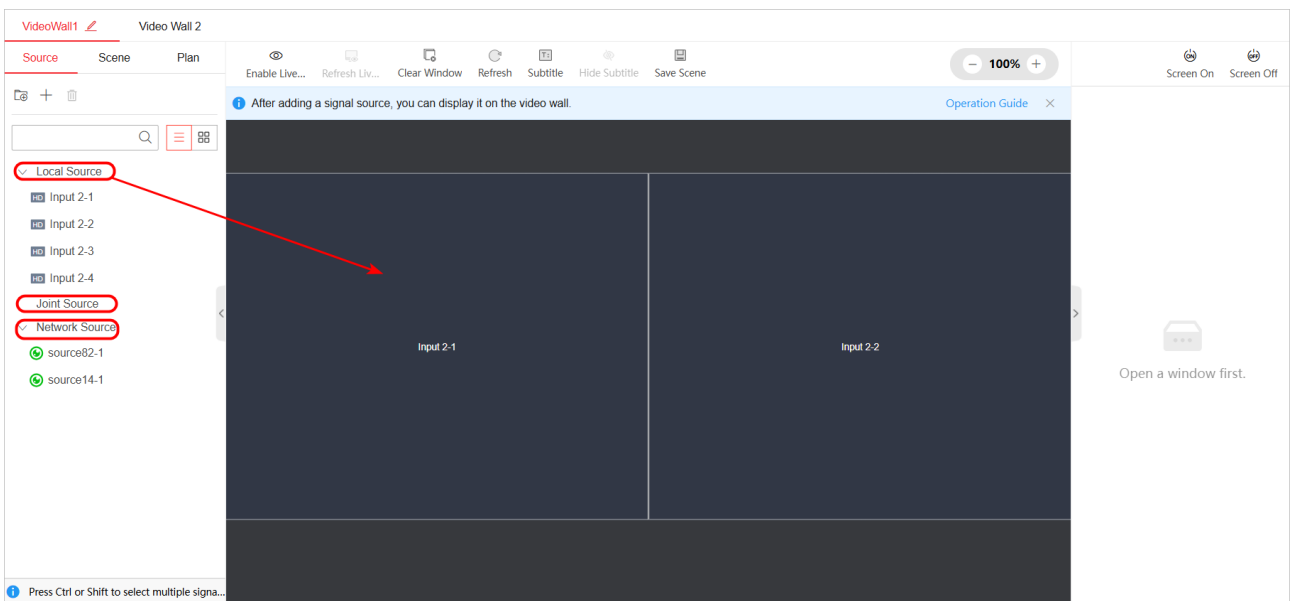 VideoWall1 Video Wall 2
Source Scene Plan
Enable Live... Refresh Liv... Clear Window Refresh Subtitle Hide Subtitle Save Scene
100%
Screen On Screen Off
After adding a signal source, you can display it on the video wall. Operation Guide
Local Source
HD Input 2-1
HD Input 2-2
HD Input 2-3
HD Input 2-4
Joint Source
Network Source
source82-1
source14-1
Input 2-1
Input 2-2
Open a window first.
Press Ctrl or Shift to select multiple signa...